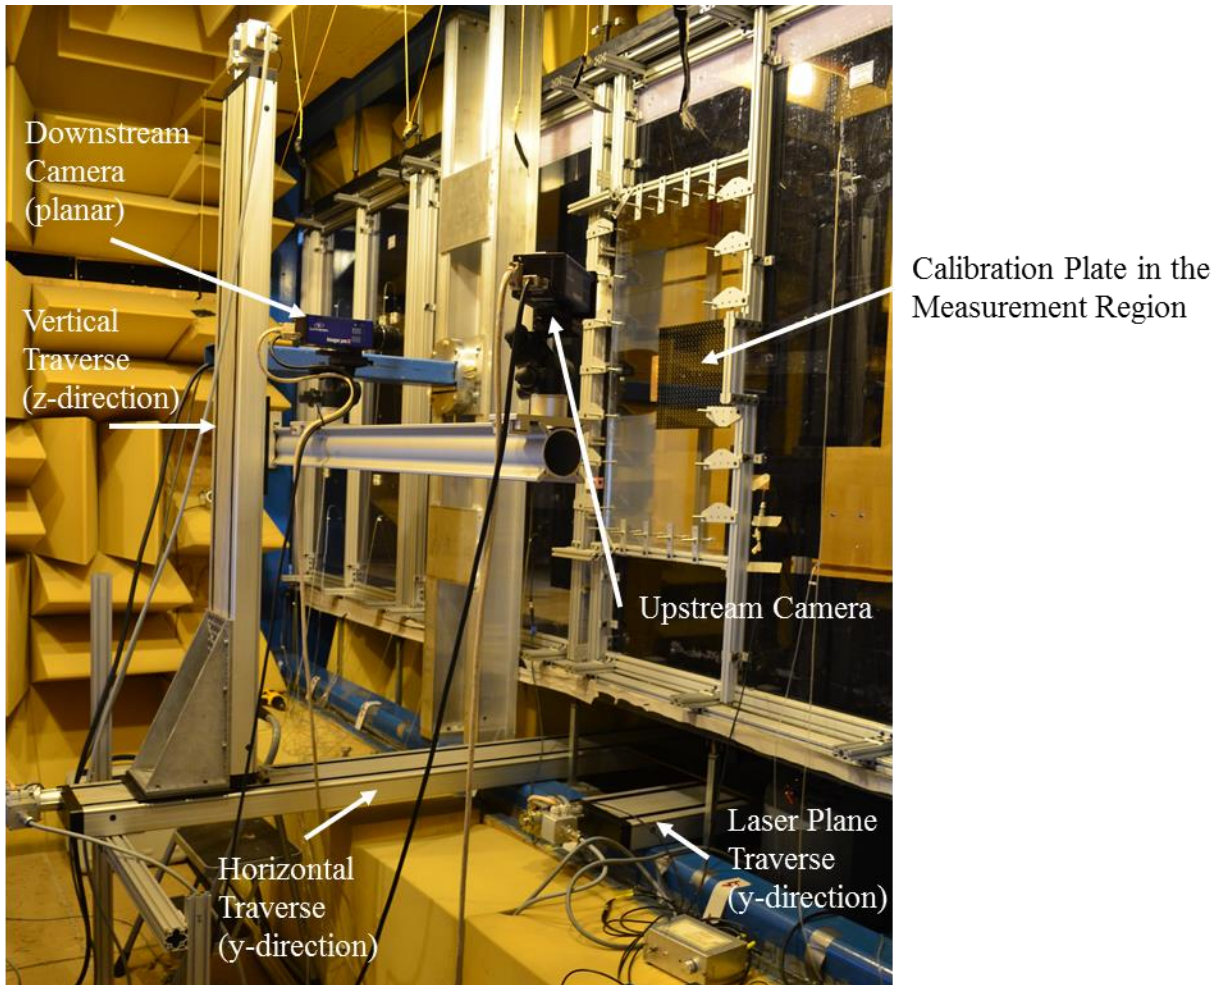 Downstream
Camera
(planar)
Vertical
Traverse
(z-direction)
Calibration Plate in the
Measurement Region
Upstream Camera
Laser Plane
Traverse
(y-direction)
Horizontal
Traverse
(y-direction)